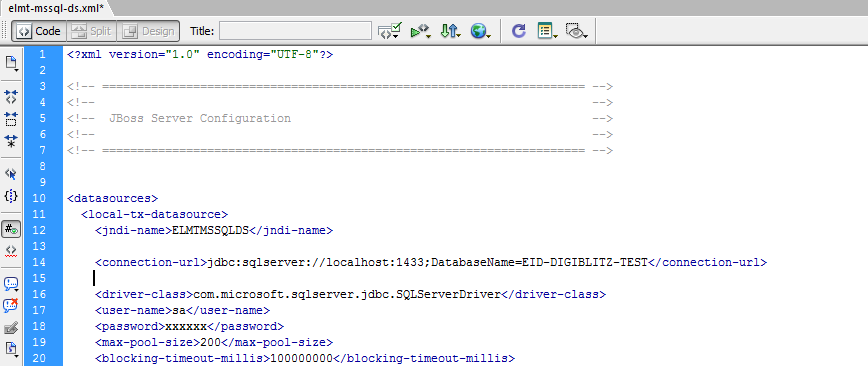 elmt-mssql-ds.xml*
Code Split Design Title:
1 <?xml version="1.0" encoding="UTF-8"?>
2
3 <!-- =================================================================== -->
4 <!-- -->
5 <!-- JBoss Server Configuration -->
6 <!-- -->
7 <!-- =================================================================== -->
8
9
10 <datasources>
11 <local-tx-datasource>
12 <jndi-name>ELMTMSSQLDS</jndi-name>
13
14 <connection-url>jdbc:sqlserver://localhost:1433;DatabaseName=EID-DIGIBLITZ-TEST</connection-url>
15
16 <driver-class>com.microsoft.sqlserver.jdbc.SQLServerDriver</driver-class>
17 <user-name>sa</user-name>
18 <password>xxxxxx</password>
19 <max-pool-size>200</max-pool-size>
20 <blocking-timeout-millis>100000000</blocking-timeout-millis>